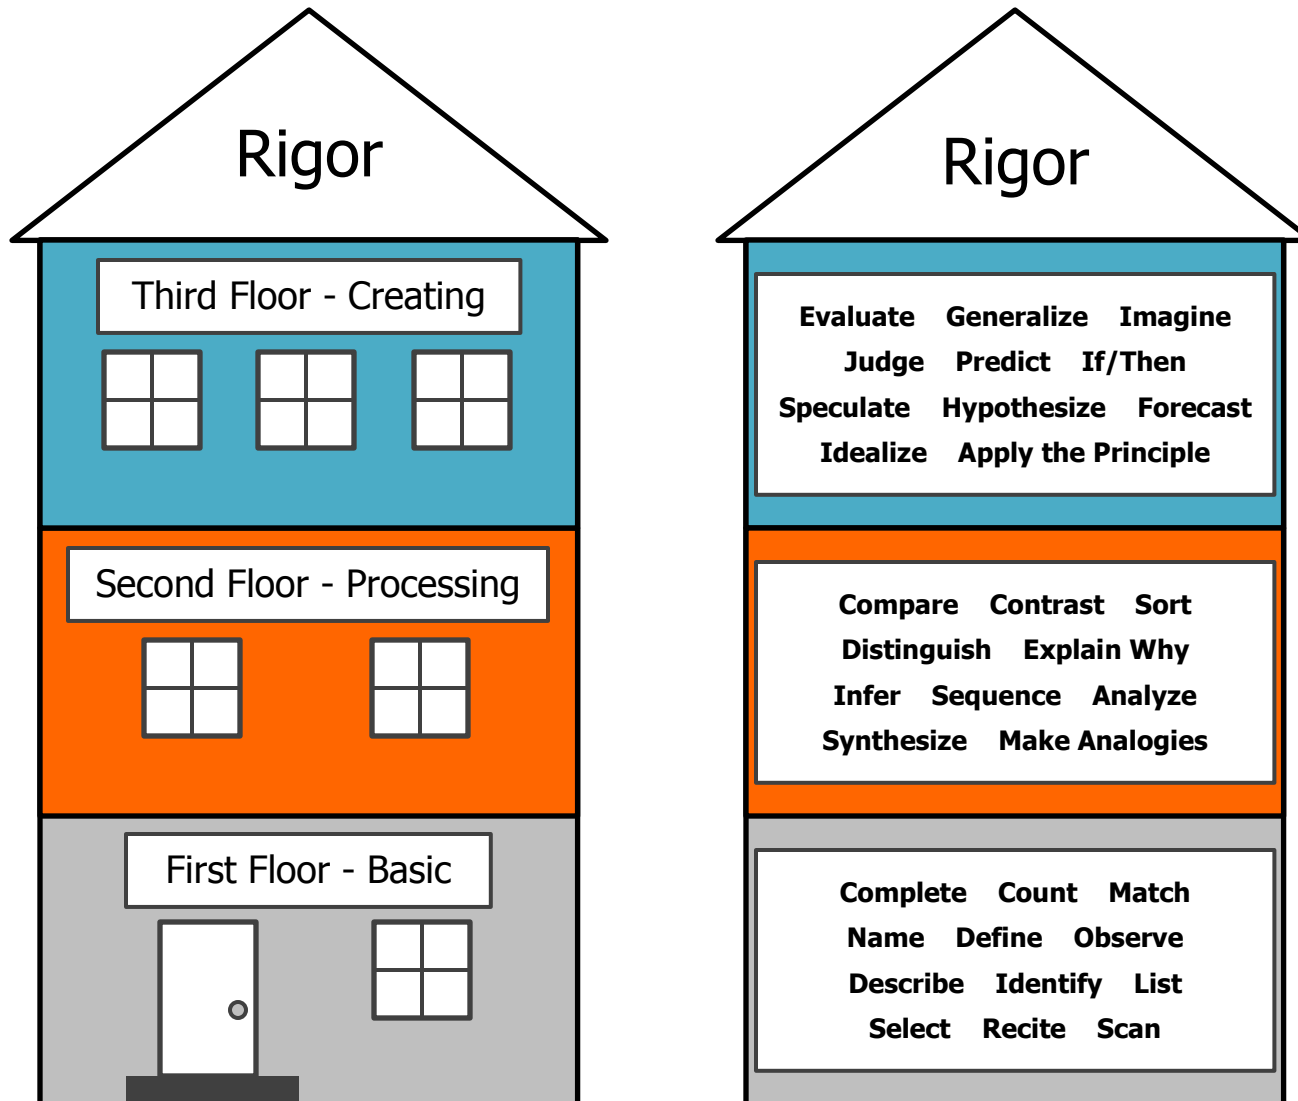 Rigor
Third Floor - Creating
Second Floor - Processing
First Floor - Basic
Rigor
Evaluate Generalize Imagine
Judge Predict If/Then
Speculate Hypothesize Forecast
Idealize Apply the Principle
Compare Contrast Sort
Distinguish Explain Why
Infer Sequence Analyze
Synthesize Make Analogies
Complete Count Match
Name Define Observe
Describe Identify List
Select Recite Scan